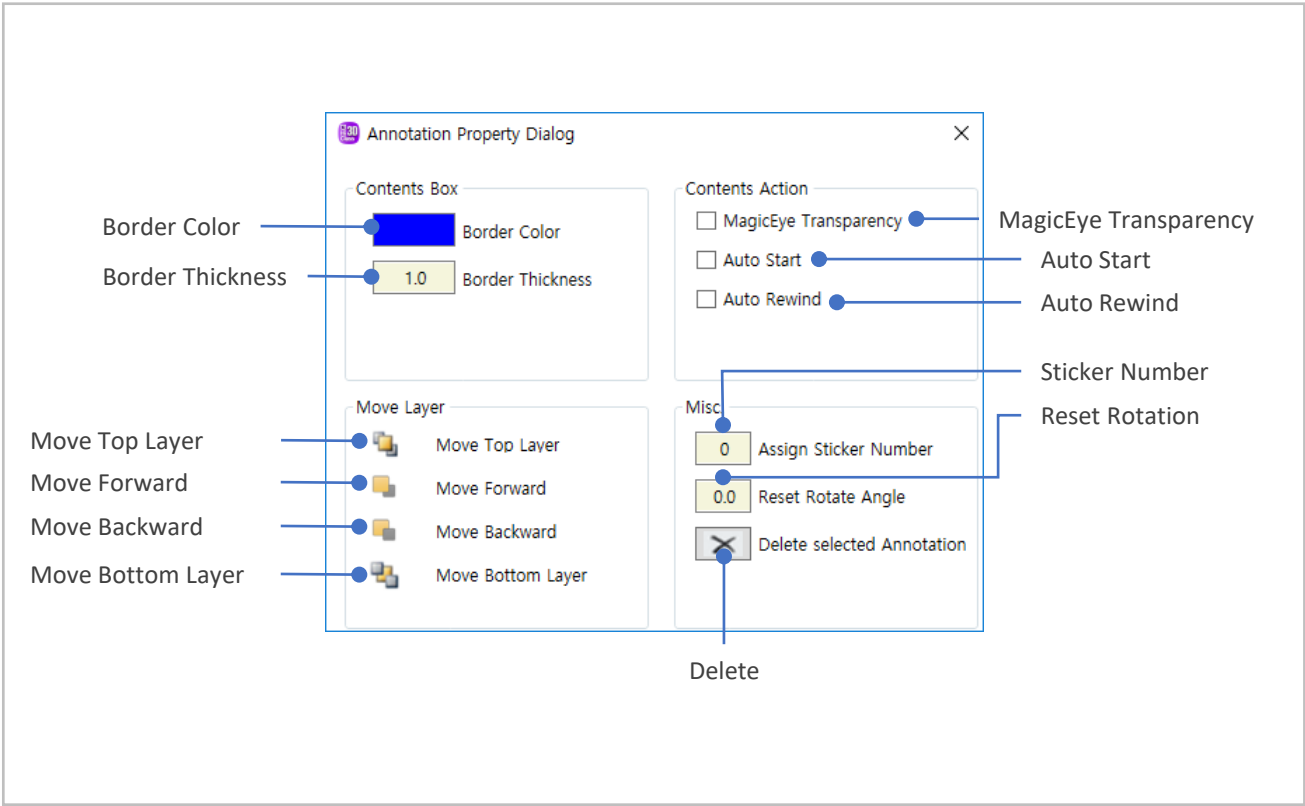 Annotation Property Dialog
Contents Box
Border Color
Border Color
Border Thickness
1.0
Border Thickness
Contents Action
MagicEye Transparency
MagicEye Transparency
Auto Start
Auto Start
Auto Rewind
Auto Rewind
Move Layer
Move Top Layer
Move Top Layer
Move Forward
Move Forward
Move Backward
Move Backward
Move Bottom Layer
Move Bottom Layer
Misc.
Sticker Number
0
Assign Sticker Number
Reset Rotation
0.0
Reset Rotate Angle
Delete selected Annotation
Delete